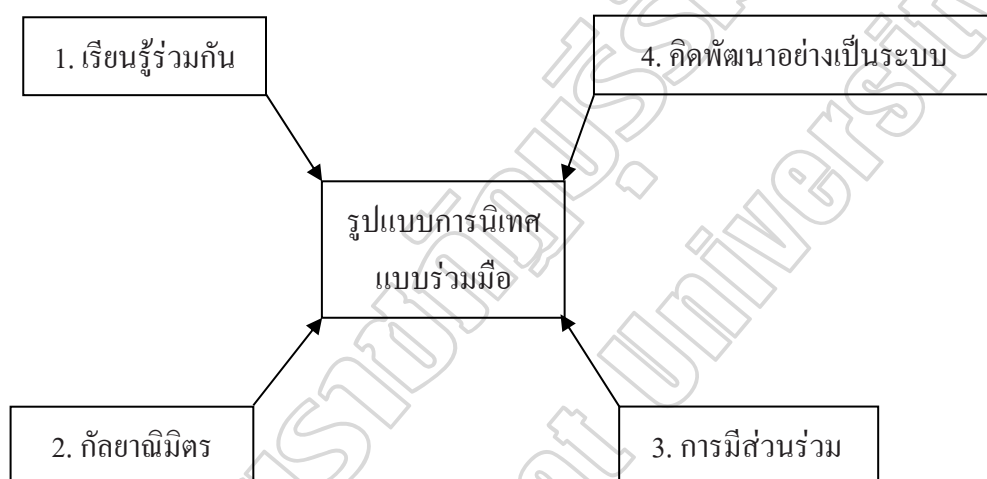 1. เรียนรู้ร่วมกัน
4. คิดพัฒนาอย่างเป็นระบบ
รูปแบบการนิเทศ
แบบร่วมมือ
2. กัลยาณิมิตร
3. การมีส่วนร่วม